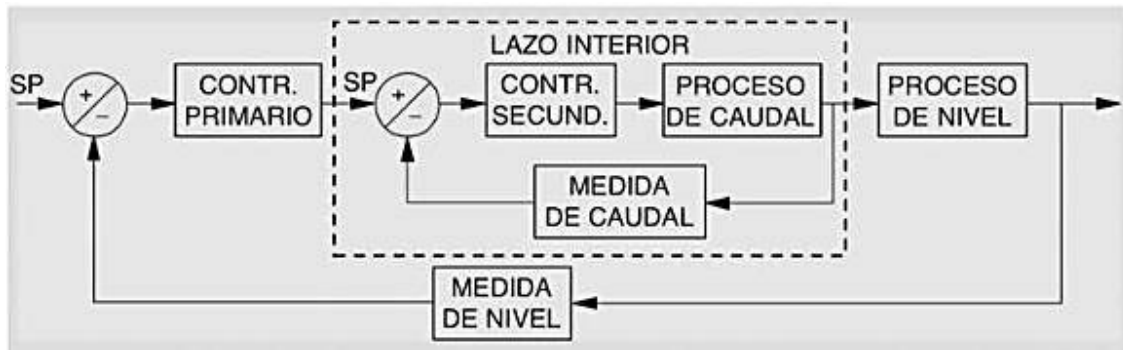 LAZO INTERIOR
SP
+
-
CONTR.
PRIMARIO
SP
+
-
CONTR.
SECUND.
PROCESO
DE CAUDAL
PROCESO
DE NIVEL
MEDIDA
DE CAUDAL
MEDIDA
DE NIVEL